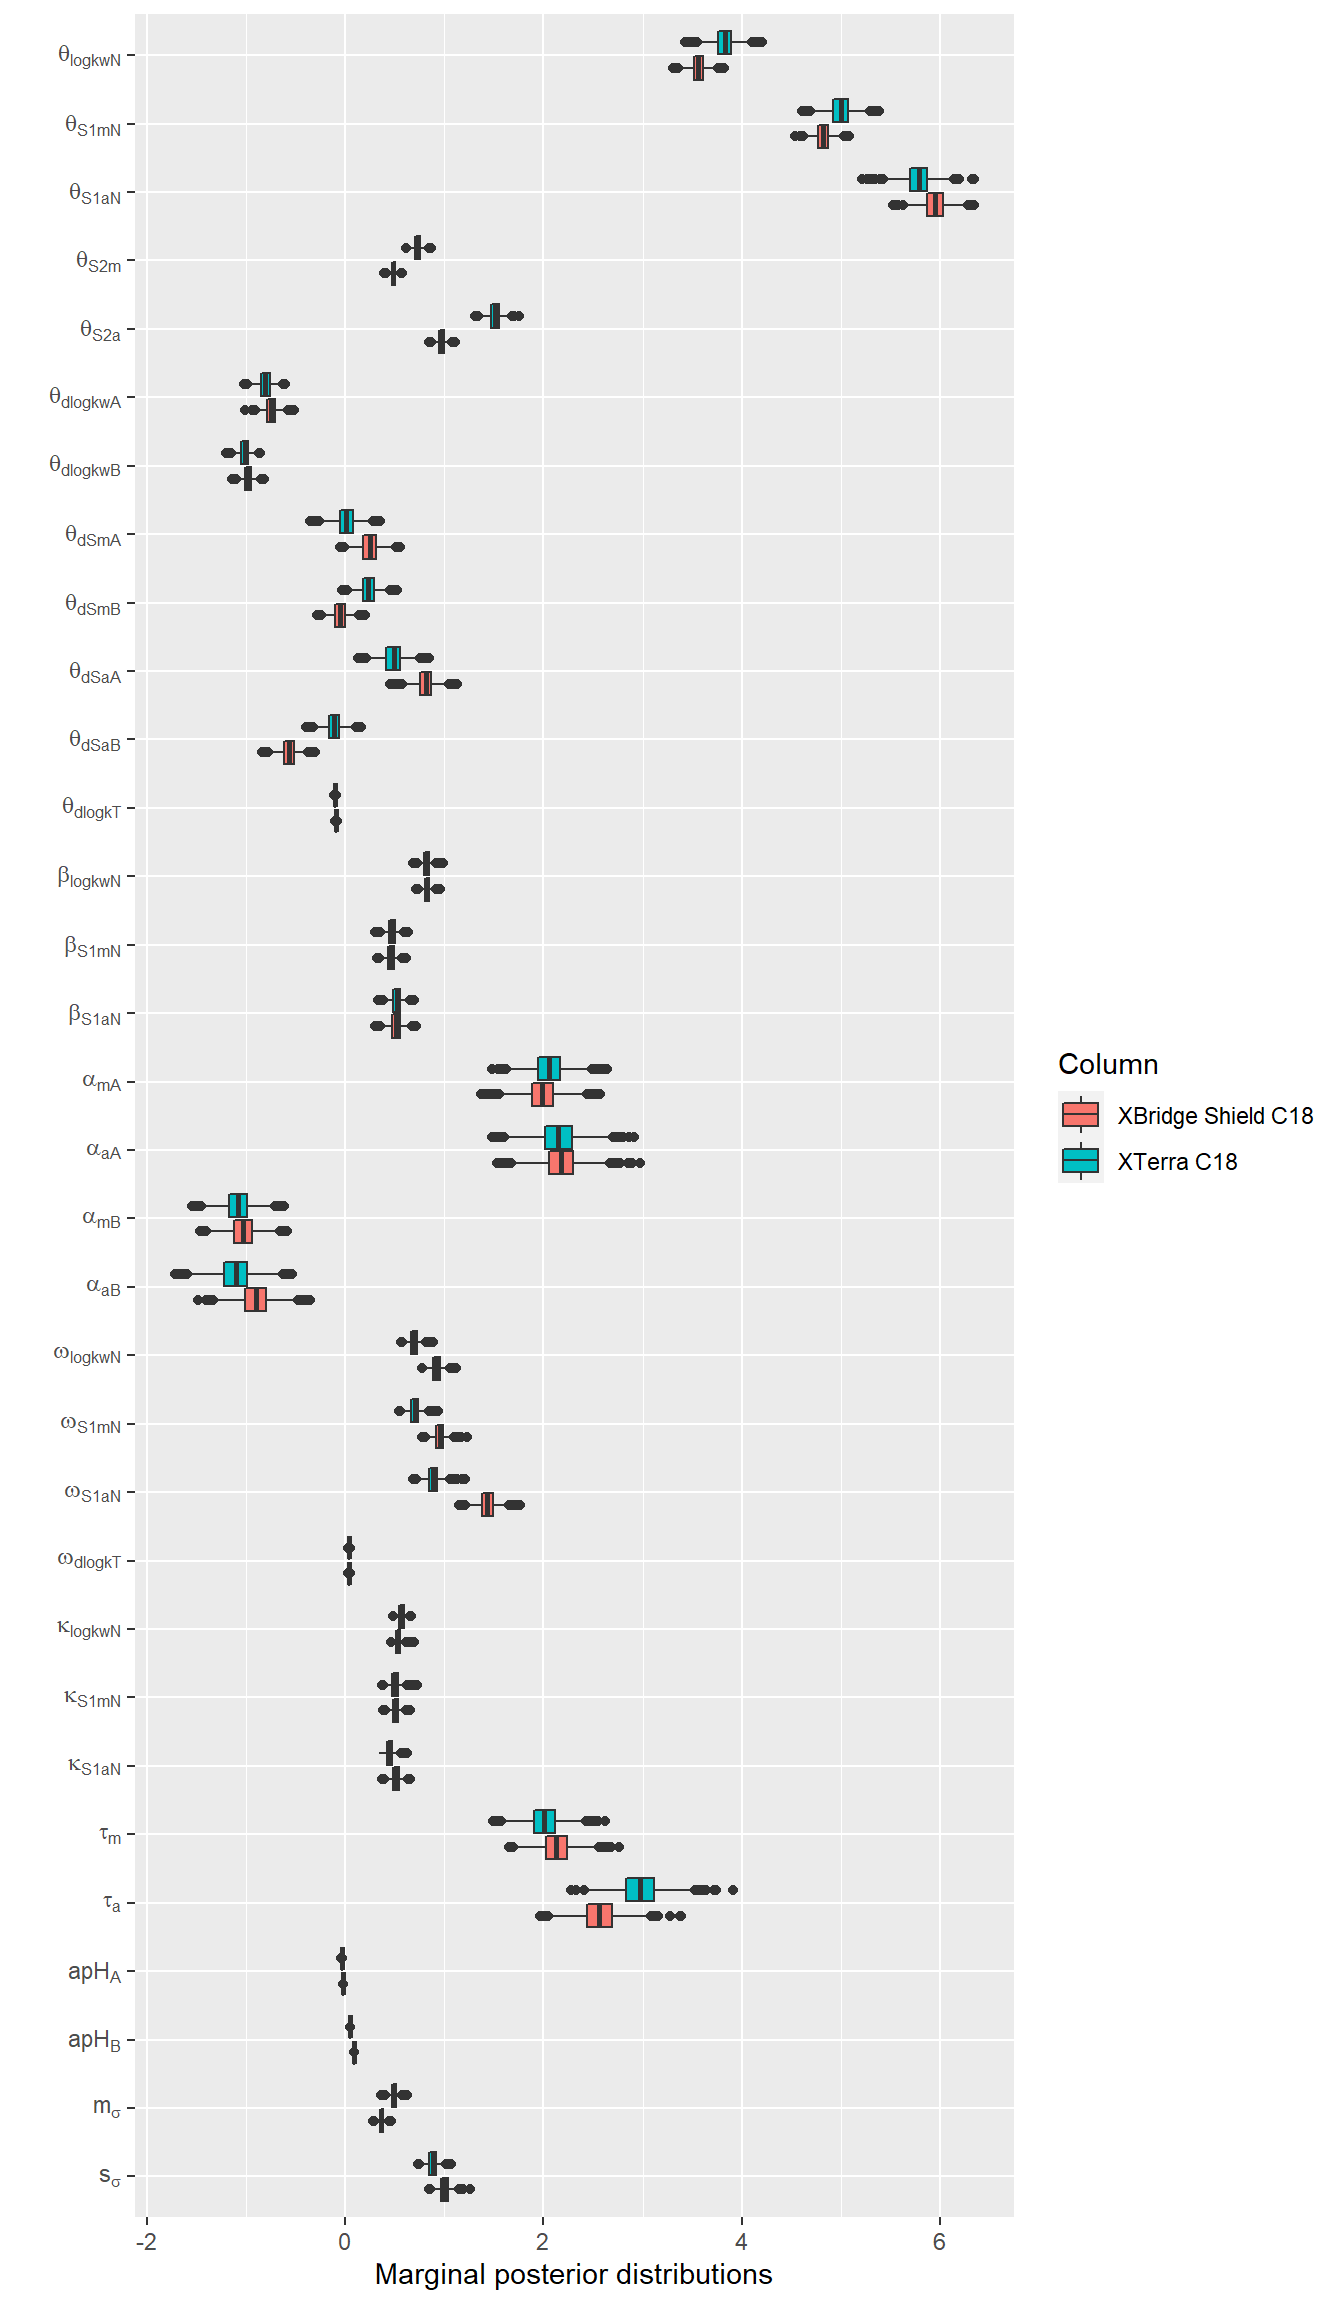 θlogkwN
θS1mN
θS1aN
θS2m
θS2a
θdlogkwA
θdlogkwB
θdSmA
θdSmB
θdSaA
θdSaB
θdlogkT
βlogkwN
βS1mN
βS1aN
αmA
αaA
αmB
αaB
ωlogkwN
ωS1mN
ωS1aN
ωdlogkT
κlogkwN
κS1mN
κS1aN
τm
τa
apHA
apHB
mσ
sσ
-2 0 2 4 6
Marginal posterior distributions
Column
XBridge Shield C18
XTerra C18